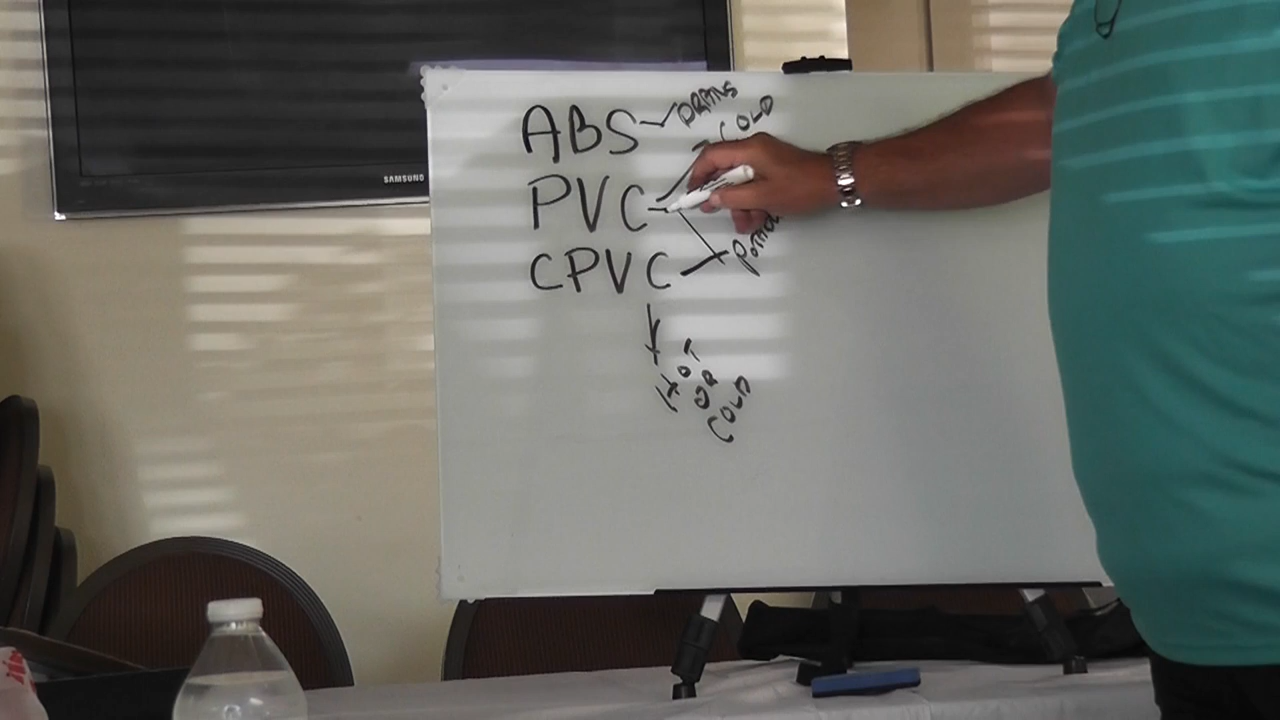 ABS DRAINS
COLD
PVC
CPVC
HOT
OR
COLD
SAMSUNG